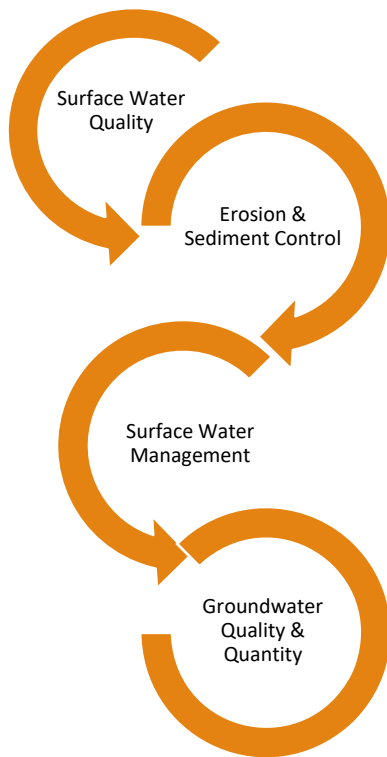 Surface Water
Quality
Erosion &
Sediment Control
Surface Water
Management
Groundwater
Quality &
Quantity